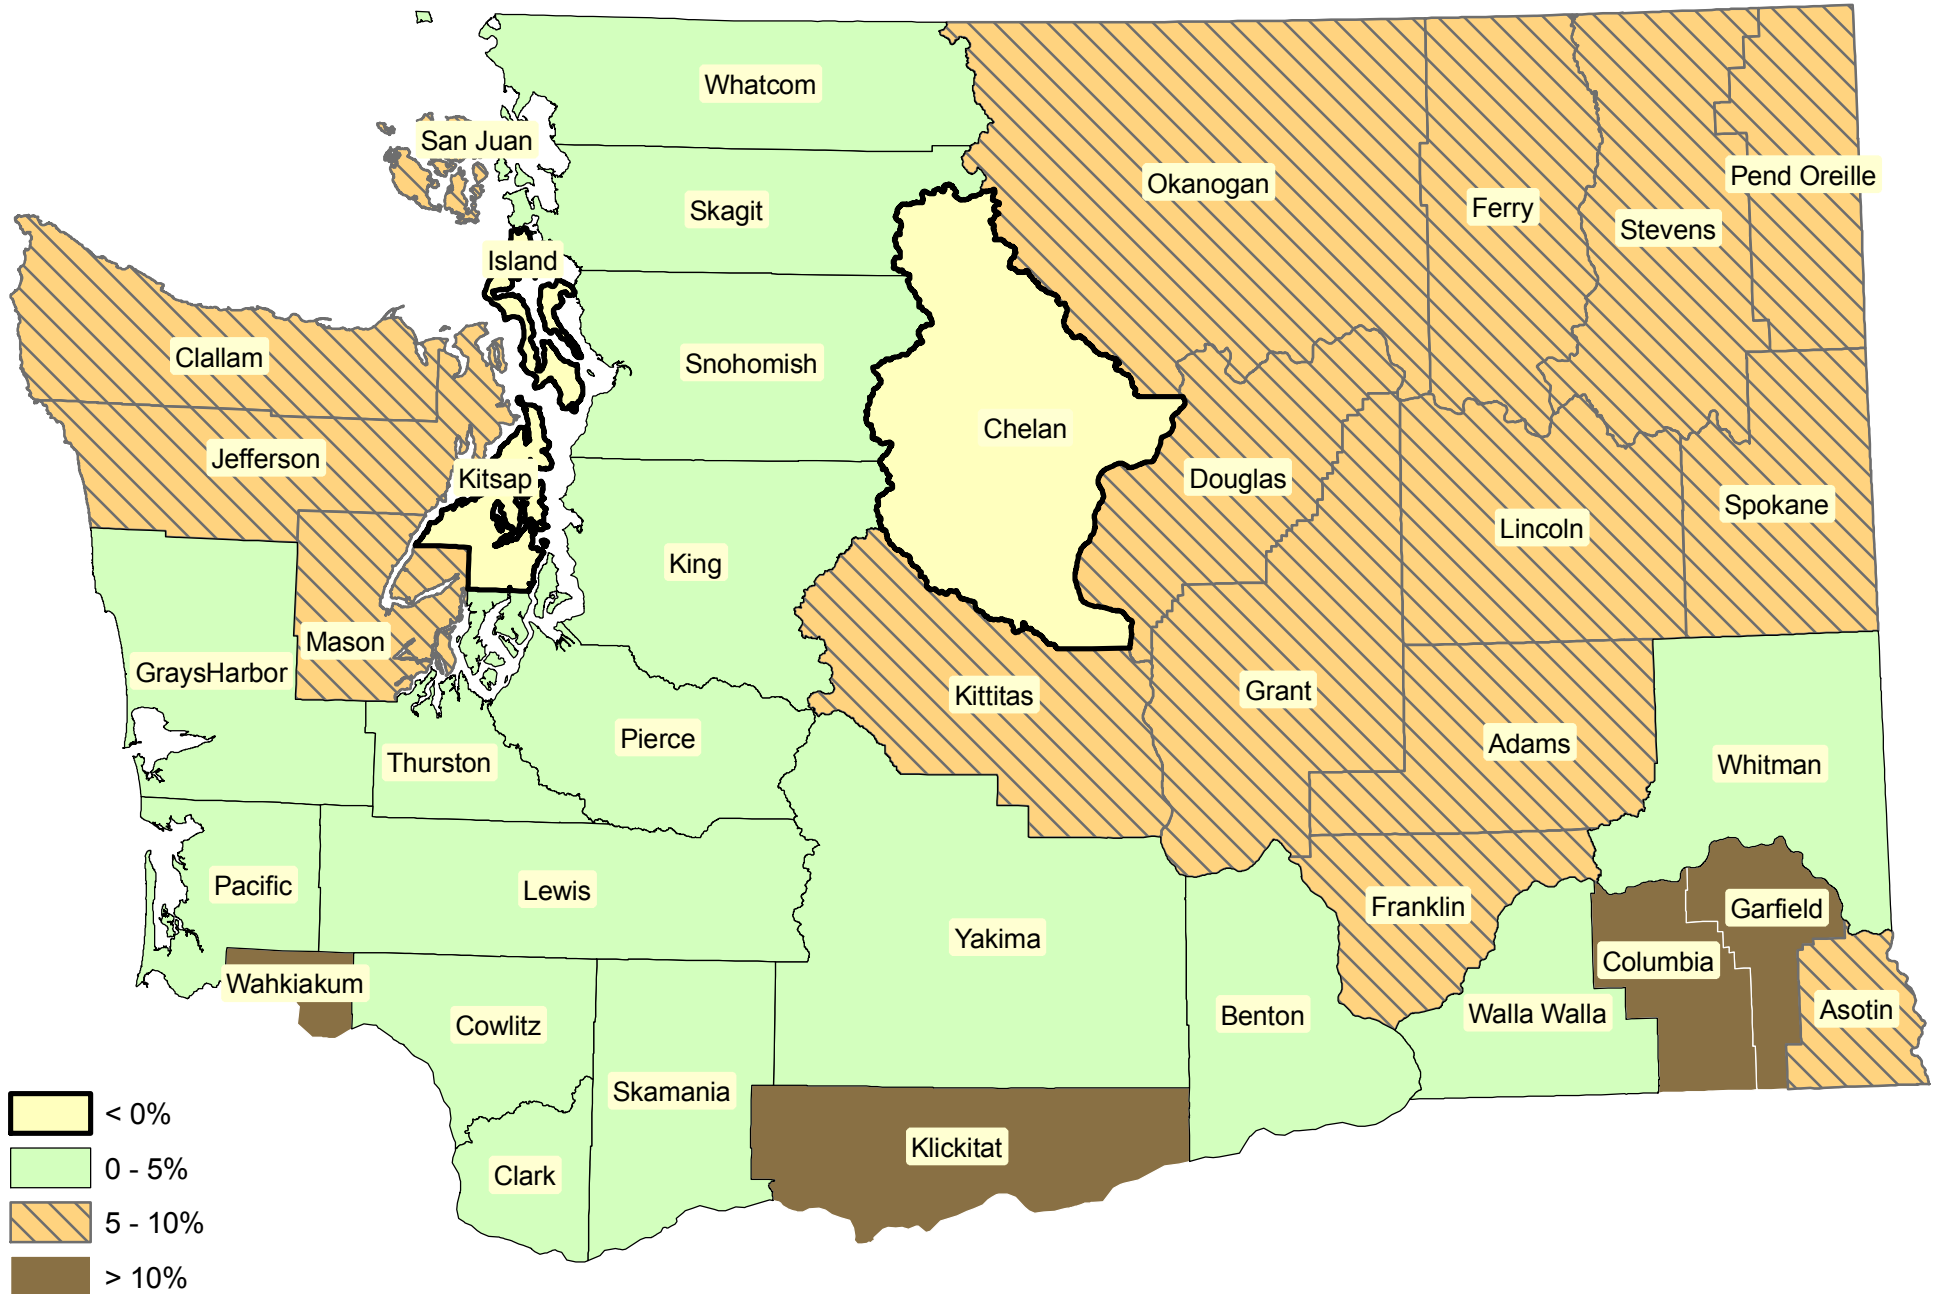 Whatcom
San Juan
Pend Oreille
Okanogan
Ferry
Skagit
Stevens
Island
Clallam
Snohomish
Chelan
Jefferson
Kitsap
Douglas
Spokane
Lincoln
King
Mason
GraysHarbor
Kittitas
Grant
Pierce
Adams
Thurston
Whitman
Pacific
Lewis
Franklin
Garfield
Yakima
Columbia
Wahkiakum
Cowlitz
Benton
Walla Walla
Asotin
Skamania
Klickitat
Clark
< 0%
0 - 5%
5 - 10%
> 10%